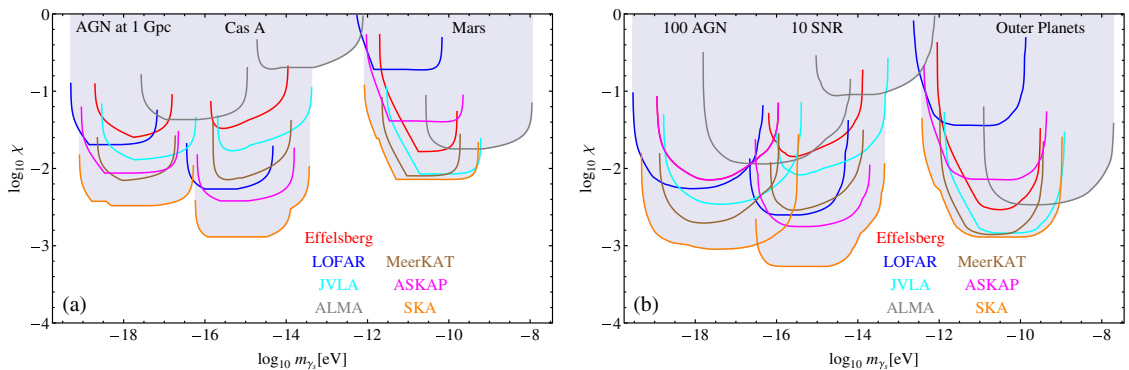 AGN at 1 Gpc Cas A Mars
0
-1
-2
-3
-4
log10 χ
Effelsberg
LOFAR MeerKAT
JVLA ASKAP
ALMA SKA
(a)
-18 -16 -14 -12 -10 -8
log10 mγs[eV]
100 AGN 10 SNR Outer Planets
0
-1
-2
-3
-4
log10 χ
Effelsberg
LOFAR MeerKAT
JVLA ASKAP
ALMA SKA
(b)
-18 -16 -14 -12 -10 -8
log10 mγs[eV]